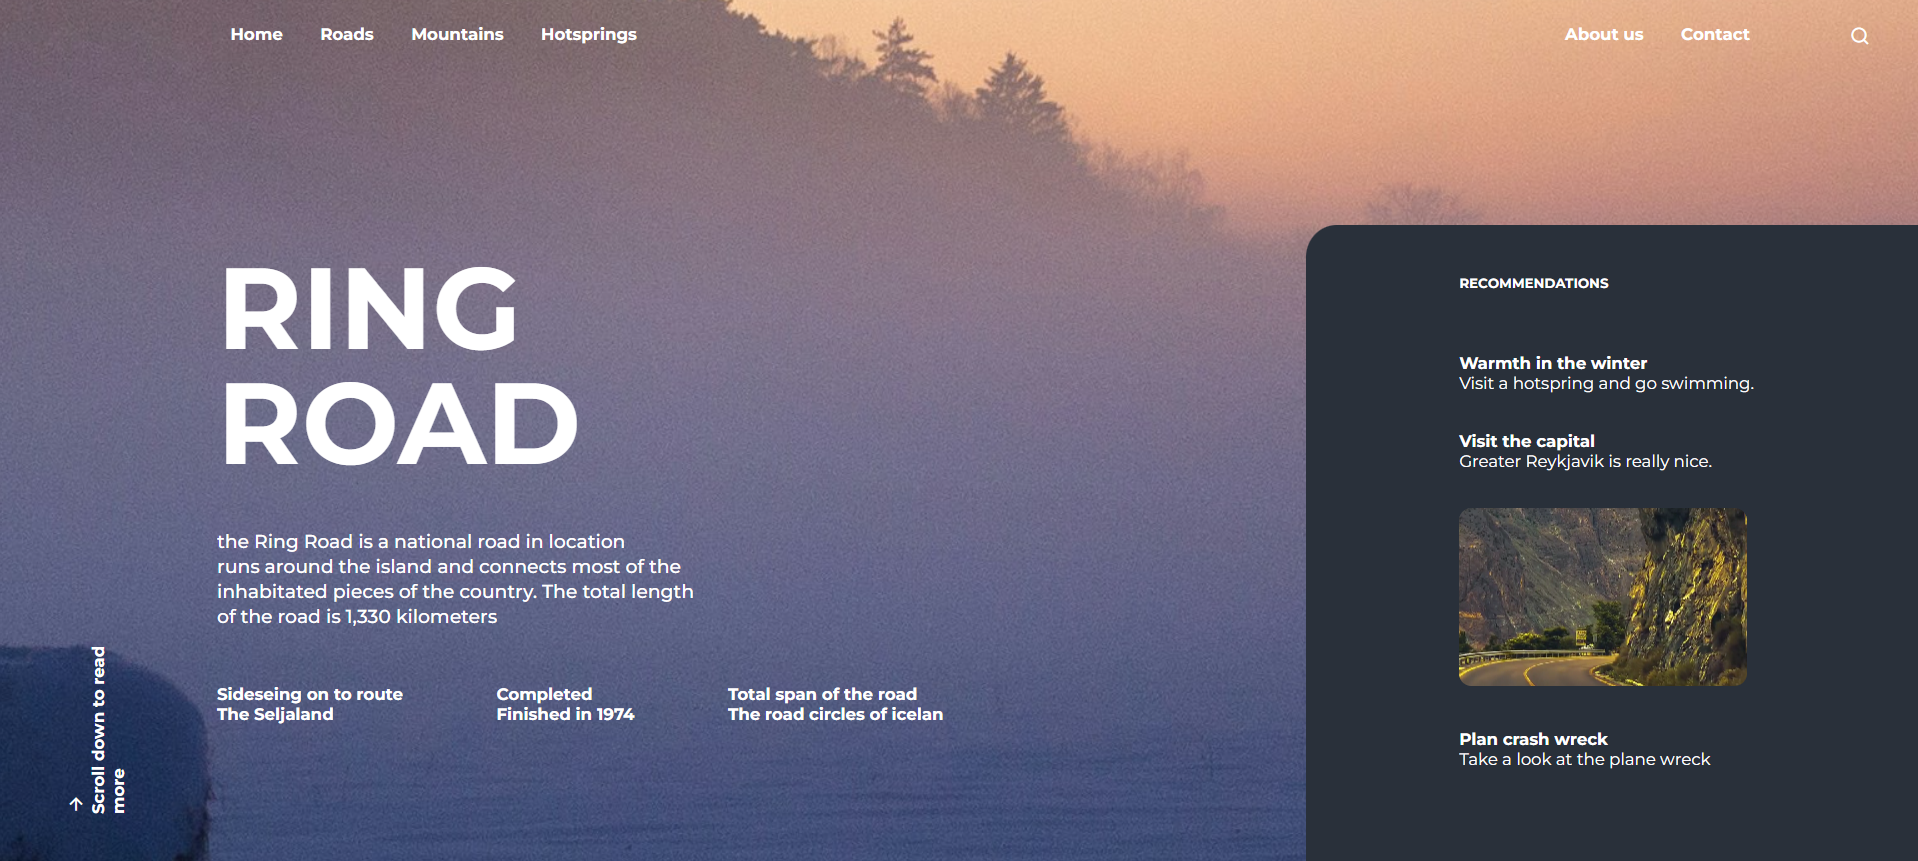 Home Roads Mountains Hotsprings About us Contact
RING
ROAD
the Ring Road is a national road in location
runs around the island and connects most of the
inhabitated pieces of the country. The total length
of the road is 1,330 kilometers
Sideseing on to route
The Seljaland
Completed
Finished in 1974
Total span of the road
The road circles of icelan
Scroll down to read
more
RECOMMENDATIONS
Warmth in the winter
Visit a hotspring and go swimming.
Visit the capital
Greater Reykjavik is really nice.
Plan crash wreck
Take a look at the plane wreck